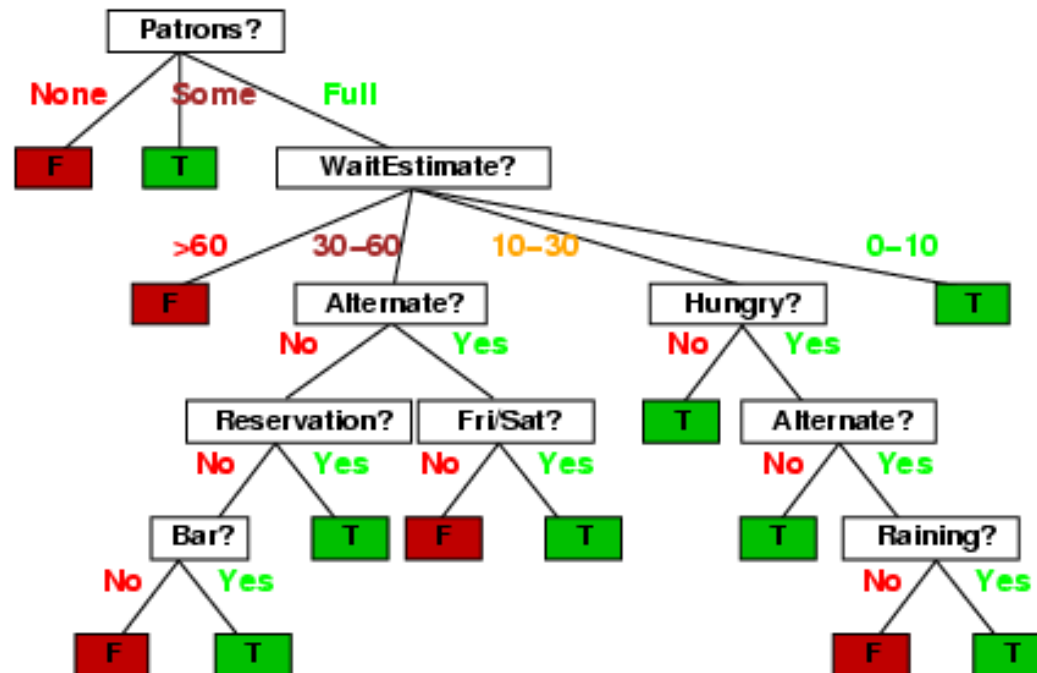 Patrons?
None Some Full
F T WaitEstimate?
>60 30–60 10–30 0–10
F Alternate? Hungry? T
No Yes No Yes
Reservation? Fri/Sat? T Alternate?
No Yes No Yes No Yes
Bar? T F T T Raining?
No Yes No Yes
F T F T